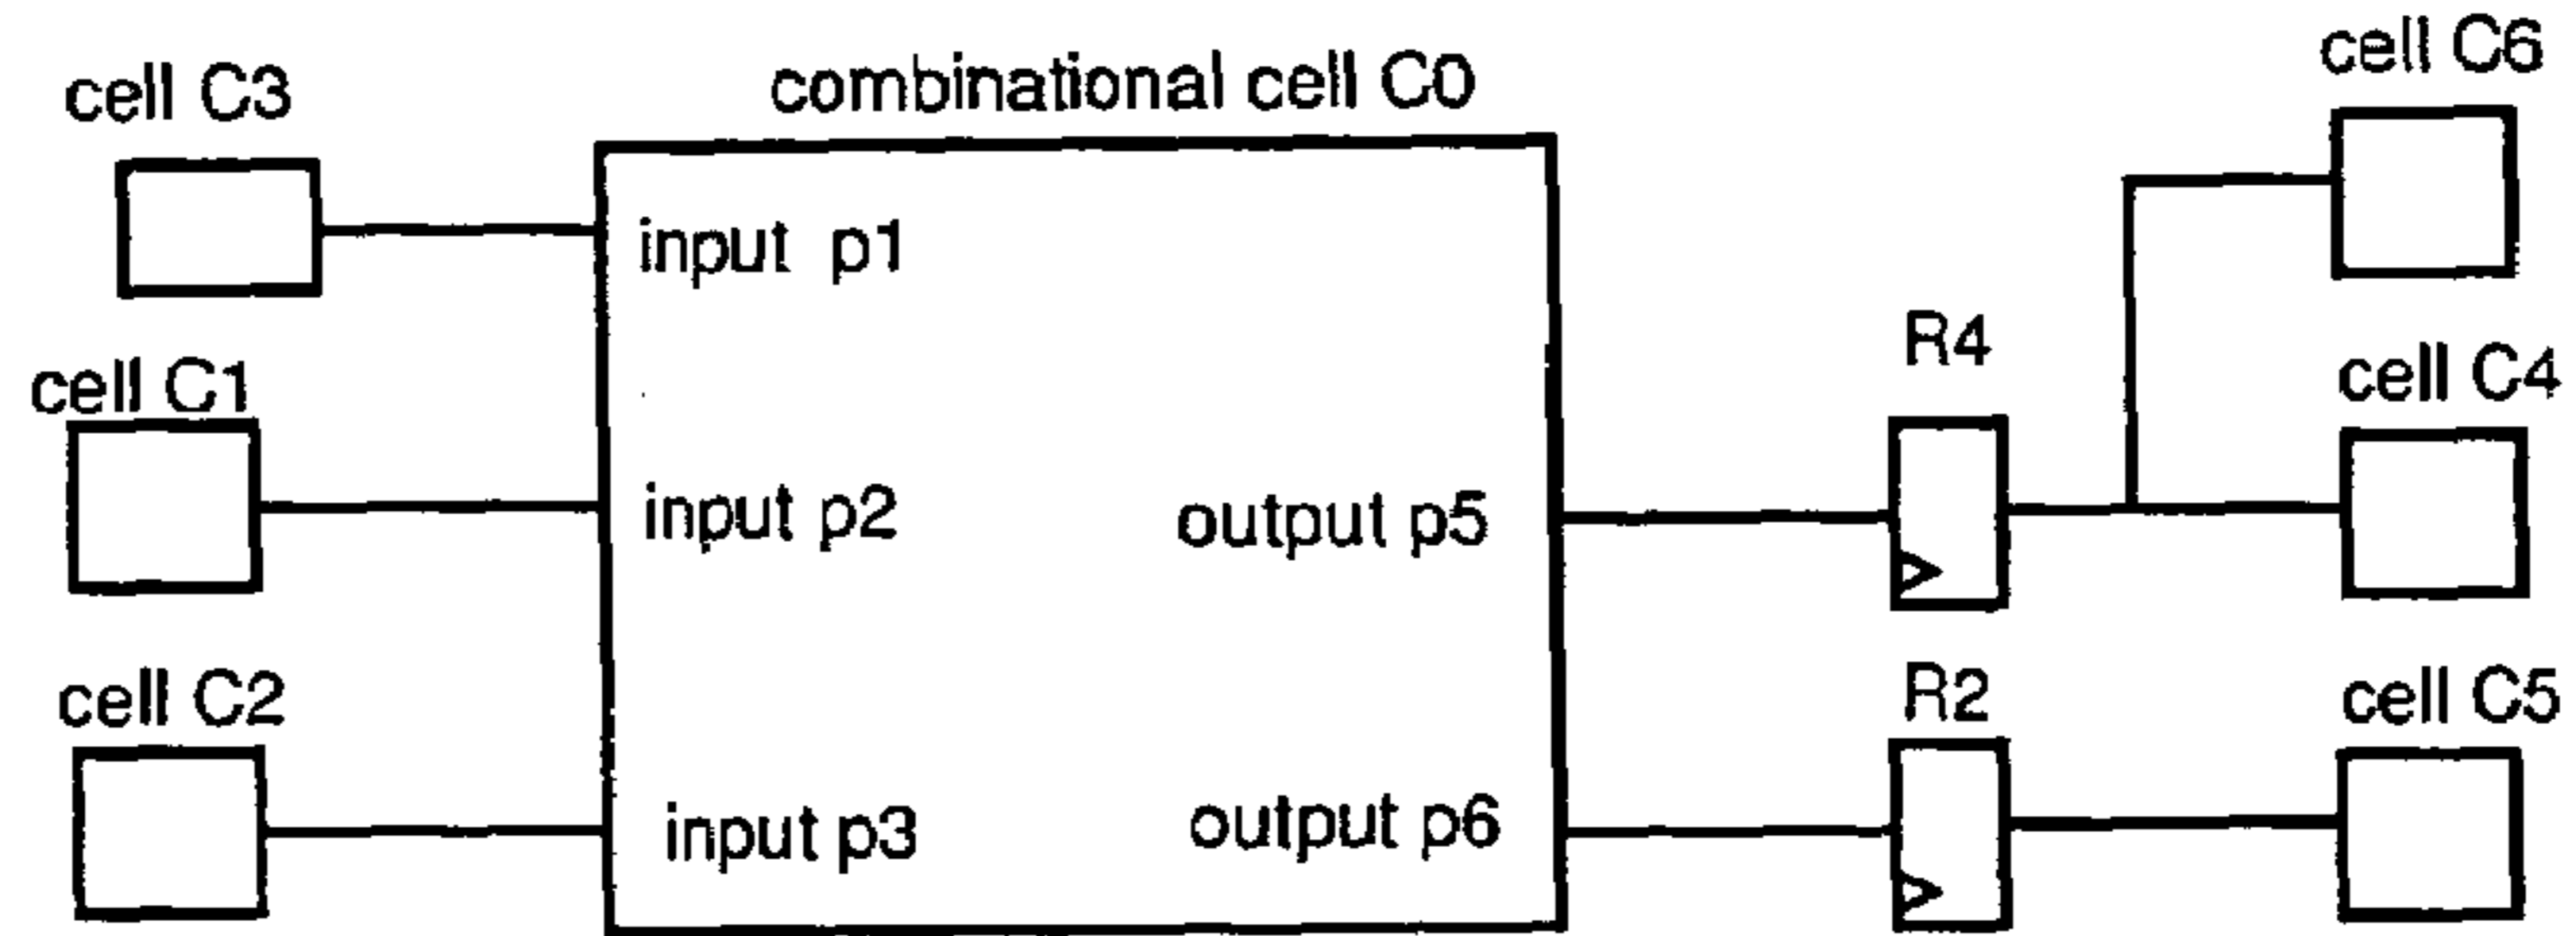 cell C6
combinational cell C0
cell C3
input p1
R4
cell C1
cell C4
input p2
output p5
cell C2
R2
cell C5
input p3
output p6